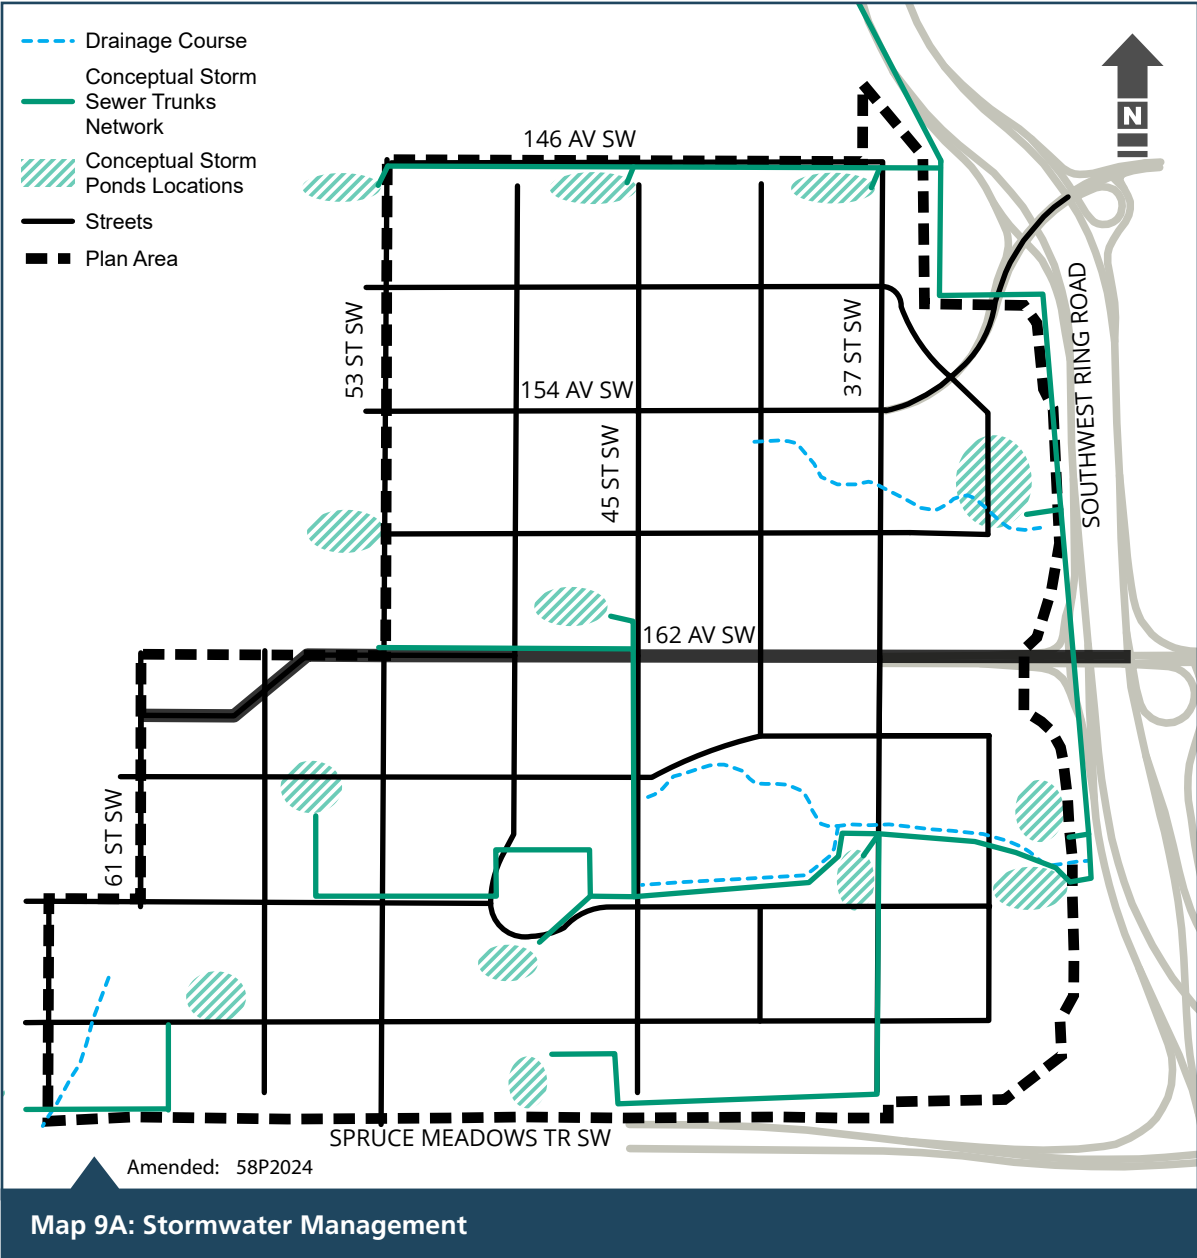 Drainage Course
Conceptual Storm
Sewer Trunks
Network
Conceptual Storm
Ponds Locations
Streets
Plan Area
N
146 AV SW
53 ST SW
37 ST SW
154 AV SW
45 ST SW
SOUTHWEST RING ROAD
162 AV SW
61 ST SW
SPRUCE MEADOWS TR SW
Amended: 58P2024
Map 9A: Stormwater Management